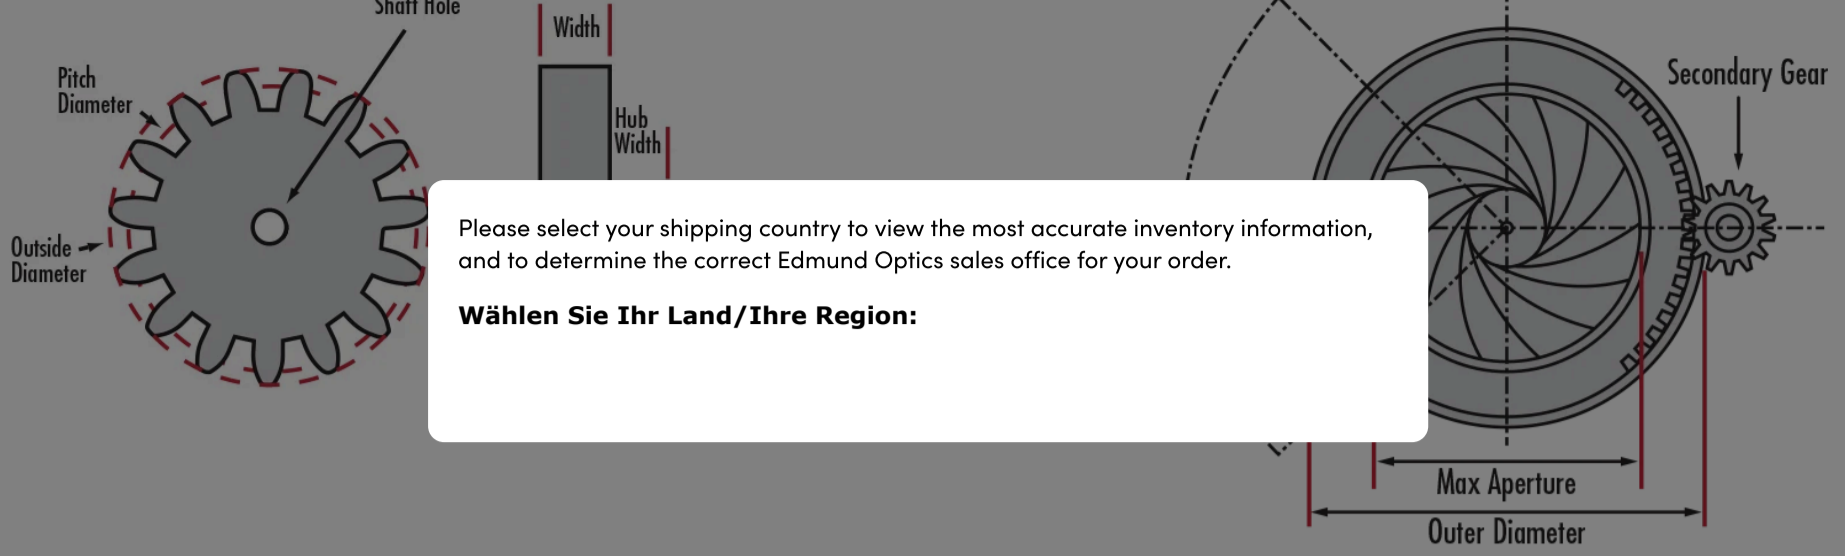 Shaft Hole
Width
Pitch
Diameter
Hub
Width
Outside
Diameter
Secondary Gear
Please select your shipping country to view the most accurate inventory information,
and to determine the correct Edmund Optics sales office for your order.
Wählen Sie Ihr Land/Ihre Region:
Max Aperture
Outer Diameter